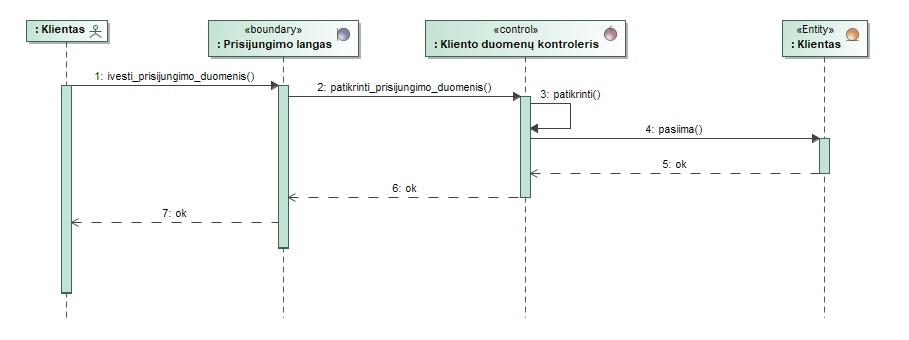 : Klientas
«boundary»
: Prisijungimo langas
«control»
: Kliento duomenų kontroleris
«Entity»
: Klientas
1: ivesti_prisijungimo_duomenis()
2: patikrinti_prisijungimo_duomenis()
3: patikrinti()
4: pasiima()
5: ok
6: ok
7: ok